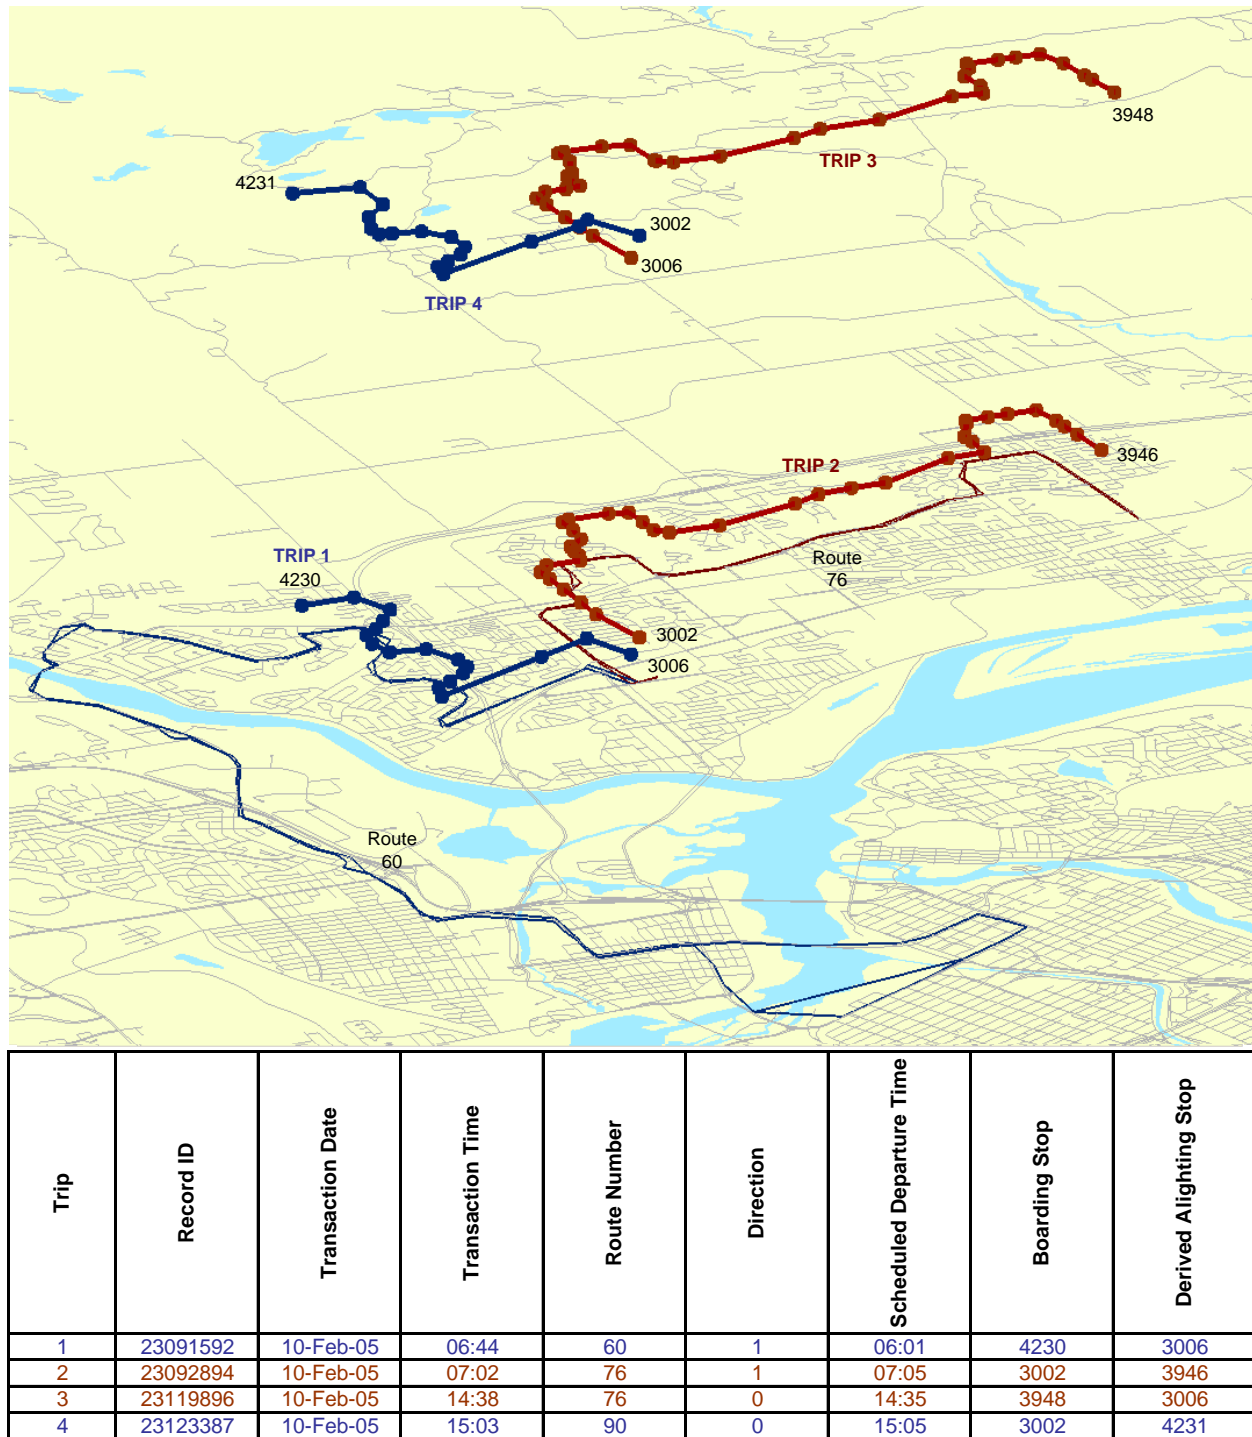 3948
TRIP 3
4231
3002
3006
TRIP 4
3946
TRIP 2
TRIP 1
4230
Route
76
3002
3006
Route
60
Trip Record ID Transaction Date Transaction Time Route Number Direction Scheduled Departure Time Boarding Stop Derived Alighting Stop
1 23091592 10-Feb-05 06:44 60 1 06:01 4230 3006
2 23092894 10-Feb-05 07:02 76 1 07:05 3002 3946
3 23119896 10-Feb-05 14:38 76 0 14:35 3948 3006
4 23123387 10-Feb-05 15:03 90 0 15:05 3002 4231